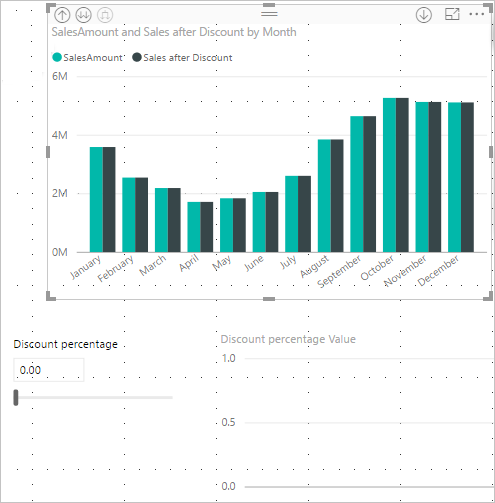 SalesAmount and Sales after Discount by Month
SalesAmount Sales after Discount
6M
4M
2M
0M
January February March April May June July August September October November December
Discount percentage
0.00
Discount percentage Value
1.0
0.5
0.0